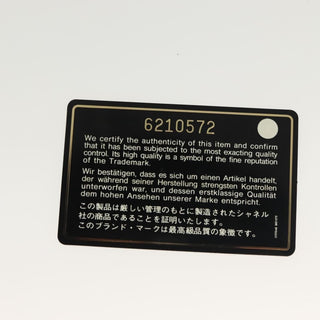 6210572
We certify the authenticity of this item and confirm
that it has been subjected to the most exacting quality
control. Its high quality is a symbol of the fine reputation
of the Trademark.
Wir bestätigen, dass es sich um einen Artikel handelt,
der während seiner Herstellung strengsten Kontrollen
unterworfen war, und dessen erstklassige Qualität
dem hohen Ansehen unserer Marke entspricht.
この製品は厳しい管理のもとに製造されたシャネル
社の商品であることを証明いたします。
このブランド・マークは最高級品質の象徴です。